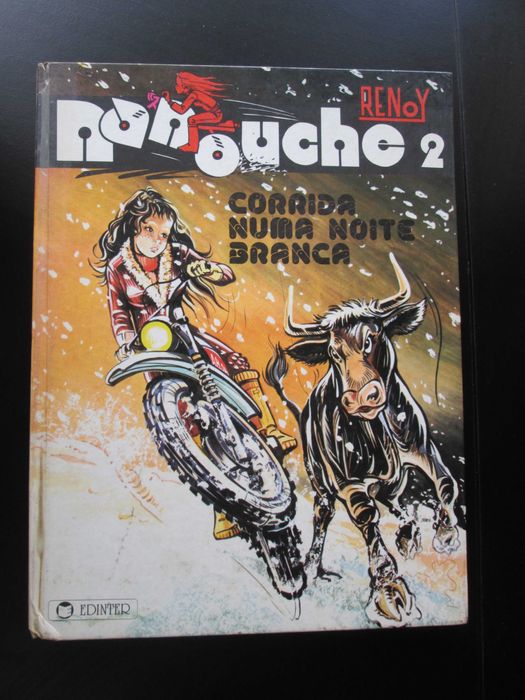 RENoY
nanouche 2
CORRIDA
NUMA NOITE
BRANCA
EDINTER